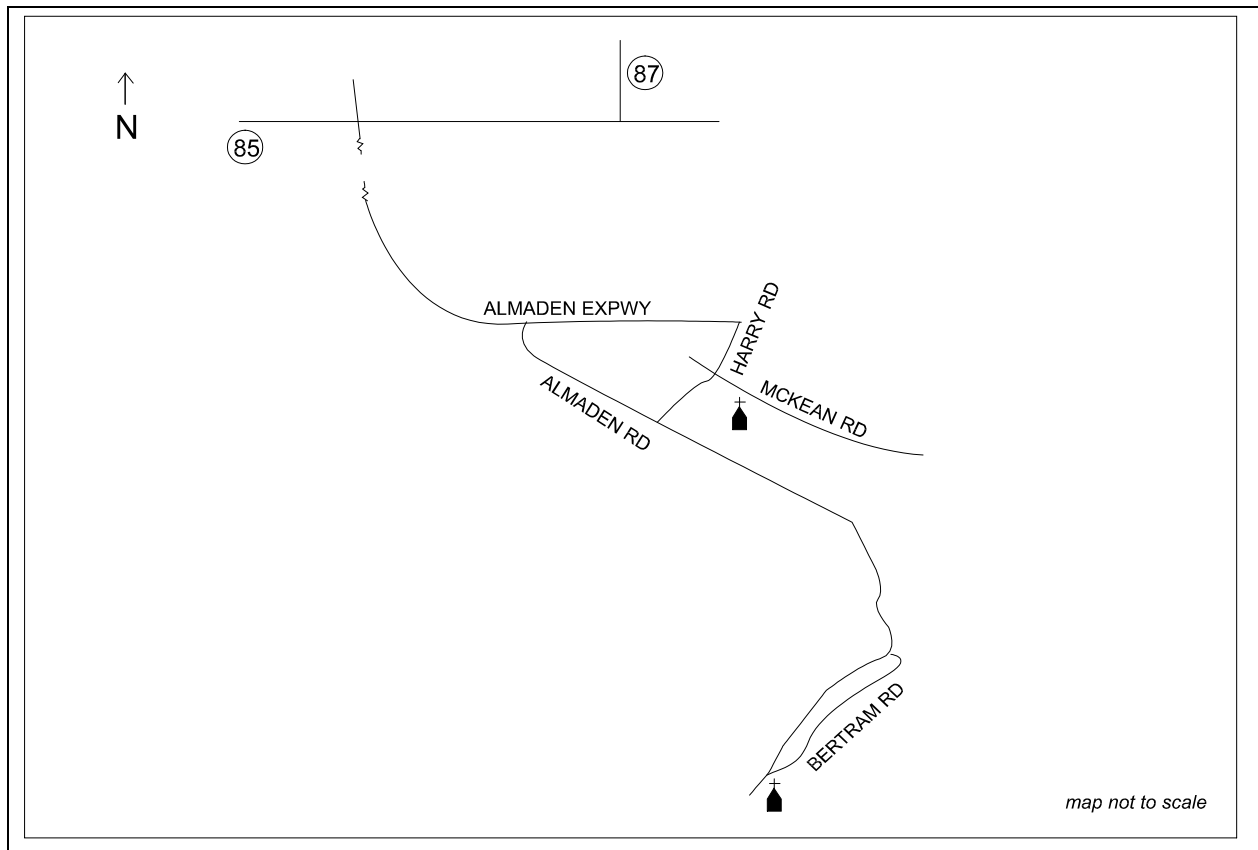 87
N
85
ALMADEN EXPWY
HARRY RD
MCKEAN RD
ALMADEN RD
BERTRAM RD
map not to scale